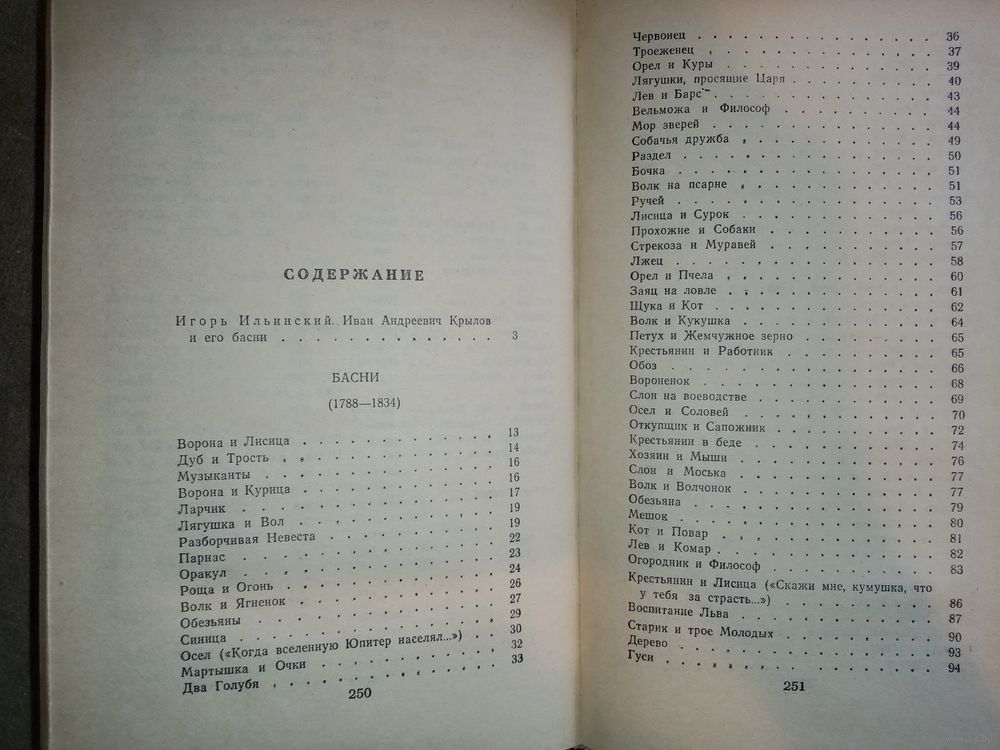 СОДЕРЖАНИЕ
Игорь Ильинский. Иван Андреевич Крылов
и его басни . . . . . . . . . . . . . 3
БАСНИ
(1788—1834)
Ворона и Лисица . . . . . . . . . . . . 13
Дуб и Трость . . . . . . . . . . . . . 14
Музыканты . . . . . . . . . . . . . . 16
Ворона и Курица . . . . . . . . . . . . 16
Ларчик . . . . . . . . . . . . . . . 17
Лягушка и Вол . . . . . . . . . . . . 19
Разборчивая Невеста . . . . . . . . . . 19
Парнас . . . . . . . . . . . . . . . 22
Оракул . . . . . . . . . . . . . . . 23
Роща и Огонь . . . . . . . . . . . . . 24
Волк и Ягненок . . . . . . . . . . . . 26
Обезьяны . . . . . . . . . . . . . . 27
Синица . . . . . . . . . . . . . . . 29
Осел («Когда вселенную Юпитер населял...») . . 30
Мартышка и Очки . . . . . . . . . . . 32
Два Голубя . . . . . . . . . . . . . . 33
250
Червонец . . . . . . . . . . . . . . 36
Троеженец . . . . . . . . . . . . . . 37
Орел и Куры . . . . . . . . . . . . . 39
Лягушки, просящие Царя . . . . . . . . . 40
Лев и Барс . . . . . . . . . . . . . . 43
Вельможа и Философ . . . . . . . . . . 44
Мор зверей . . . . . . . . . . . . . . 44
Собачья дружба . . . . . . . . . . . . 49
Раздел . . . . . . . . . . . . . . . 50
Бочка . . . . . . . . . . . . . . . . 51
Волк на псарне . . . . . . . . . . . . 51
Ручей . . . . . . . . . . . . . . . . 53
Лисица и Сурок . . . . . . . . . . . . 56
Прохожие и Собаки . . . . . . . . . . . 56
Стрекоза и Муравей . . . . . . . . . . 57
Лжец . . . . . . . . . . . . . . . . 58
Орел и Пчела . . . . . . . . . . . . . 60
Заяц на ловле . . . . . . . . . . . . 61
Щука и Кот . . . . . . . . . . . . . . 62
Волк и Кукушка . . . . . . . . . . . . 64
Петух и Жемчужное зерно . . . . . . . . 65
Крестьянин и Работник . . . . . . . . . 65
Обоз . . . . . . . . . . . . . . . . 66
Вороненок . . . . . . . . . . . . . . 68
Слон на воеводстве . . . . . . . . . . 69
Осел и Соловей . . . . . . . . . . . . 70
Откупщик и Сапожник . . . . . . . . . . 72
Крестьянин в беде . . . . . . . . . . . 74
Хозяин и Мыши . . . . . . . . . . . . 76
Слон и Моська . . . . . . . . . . . . 77
Волк и Волчонок . . . . . . . . . . . . 77
Обезьяна . . . . . . . . . . . . . . 79
Мешок . . . . . . . . . . . . . . . . 80
Кот и Повар . . . . . . . . . . . . . 81
Лев и Комар . . . . . . . . . . . . . 82
Огородник и Философ . . . . . . . . . . 83
Крестьянин и Лисица («Скажи мне, кумушка, что
у тебя за страсть...») . . . . . . . . . . 86
Воспитание Льва . . . . . . . . . . . . 87
Старик и трое Молодых . . . . . . . . . 90
Дерево . . . . . . . . . . . . . . . 93
Гуси . . . . . . . . . . . . . . . . 94
251